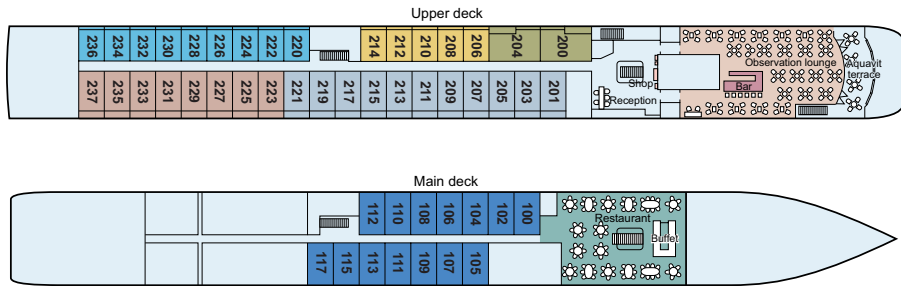 Upper deck
236 234 232 230 228 226 224 222 220 214 212 210 208 206 204 200
Observation lounge
Aquavit
terrace
Shop
Bar
Reception
237 235 233 231 229 227 225 223 221 219 217 215 213 211 209 207 205 203 201
Main deck
112 110 108 106 104 102 100
Restaurant
Buffet
117 115 113 111 109 107 105